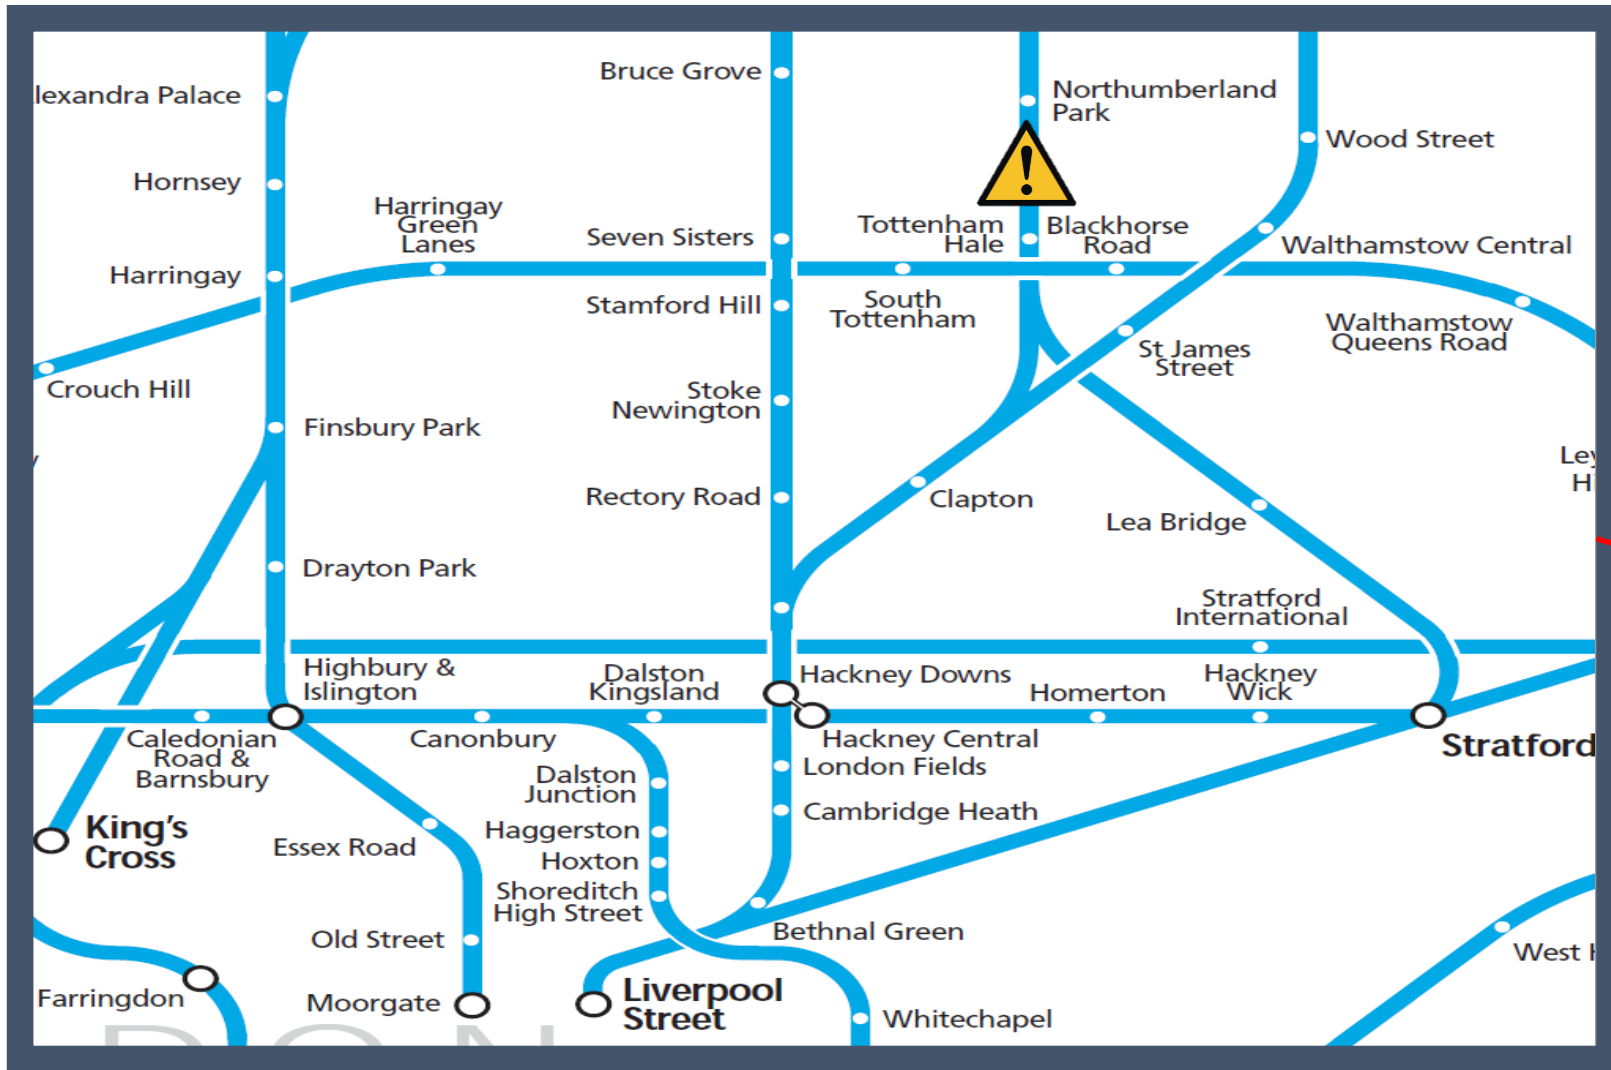 lexandra Palace
Bruce Grove
Northumberland
Park
Wood Street
Hornsey
Harringay
Green
Lanes
Seven Sisters
Tottenham
Hale
Blackhorse
Road
Walthamstow Central
Harringay
Stamford Hill
South
Tottenham
Walthamstow
Queens Road
St James
Street
Crouch Hill
Stoke
Newington
Finsbury Park
Rectory Road
Clapton
Lea Bridge
Ley
Drayton Park
Stratford
International
Highbury &
Islington
Dalston
Kingsland
Hackney Downs
Homerton
Hackney
Wick
Caledonian
Road &
Barnsbury
Canonbury
Hackney Central
Stratford
London Fields
Dalston
Junction
Cambridge Heath
King's
Cross
Essex Road
Haggerston
Hoxton
Shoreditch
High Street
Bethnal Green
Old Street
West
Farringdon
Moorgate
Liverpool
Street
Whitechapel
D O N